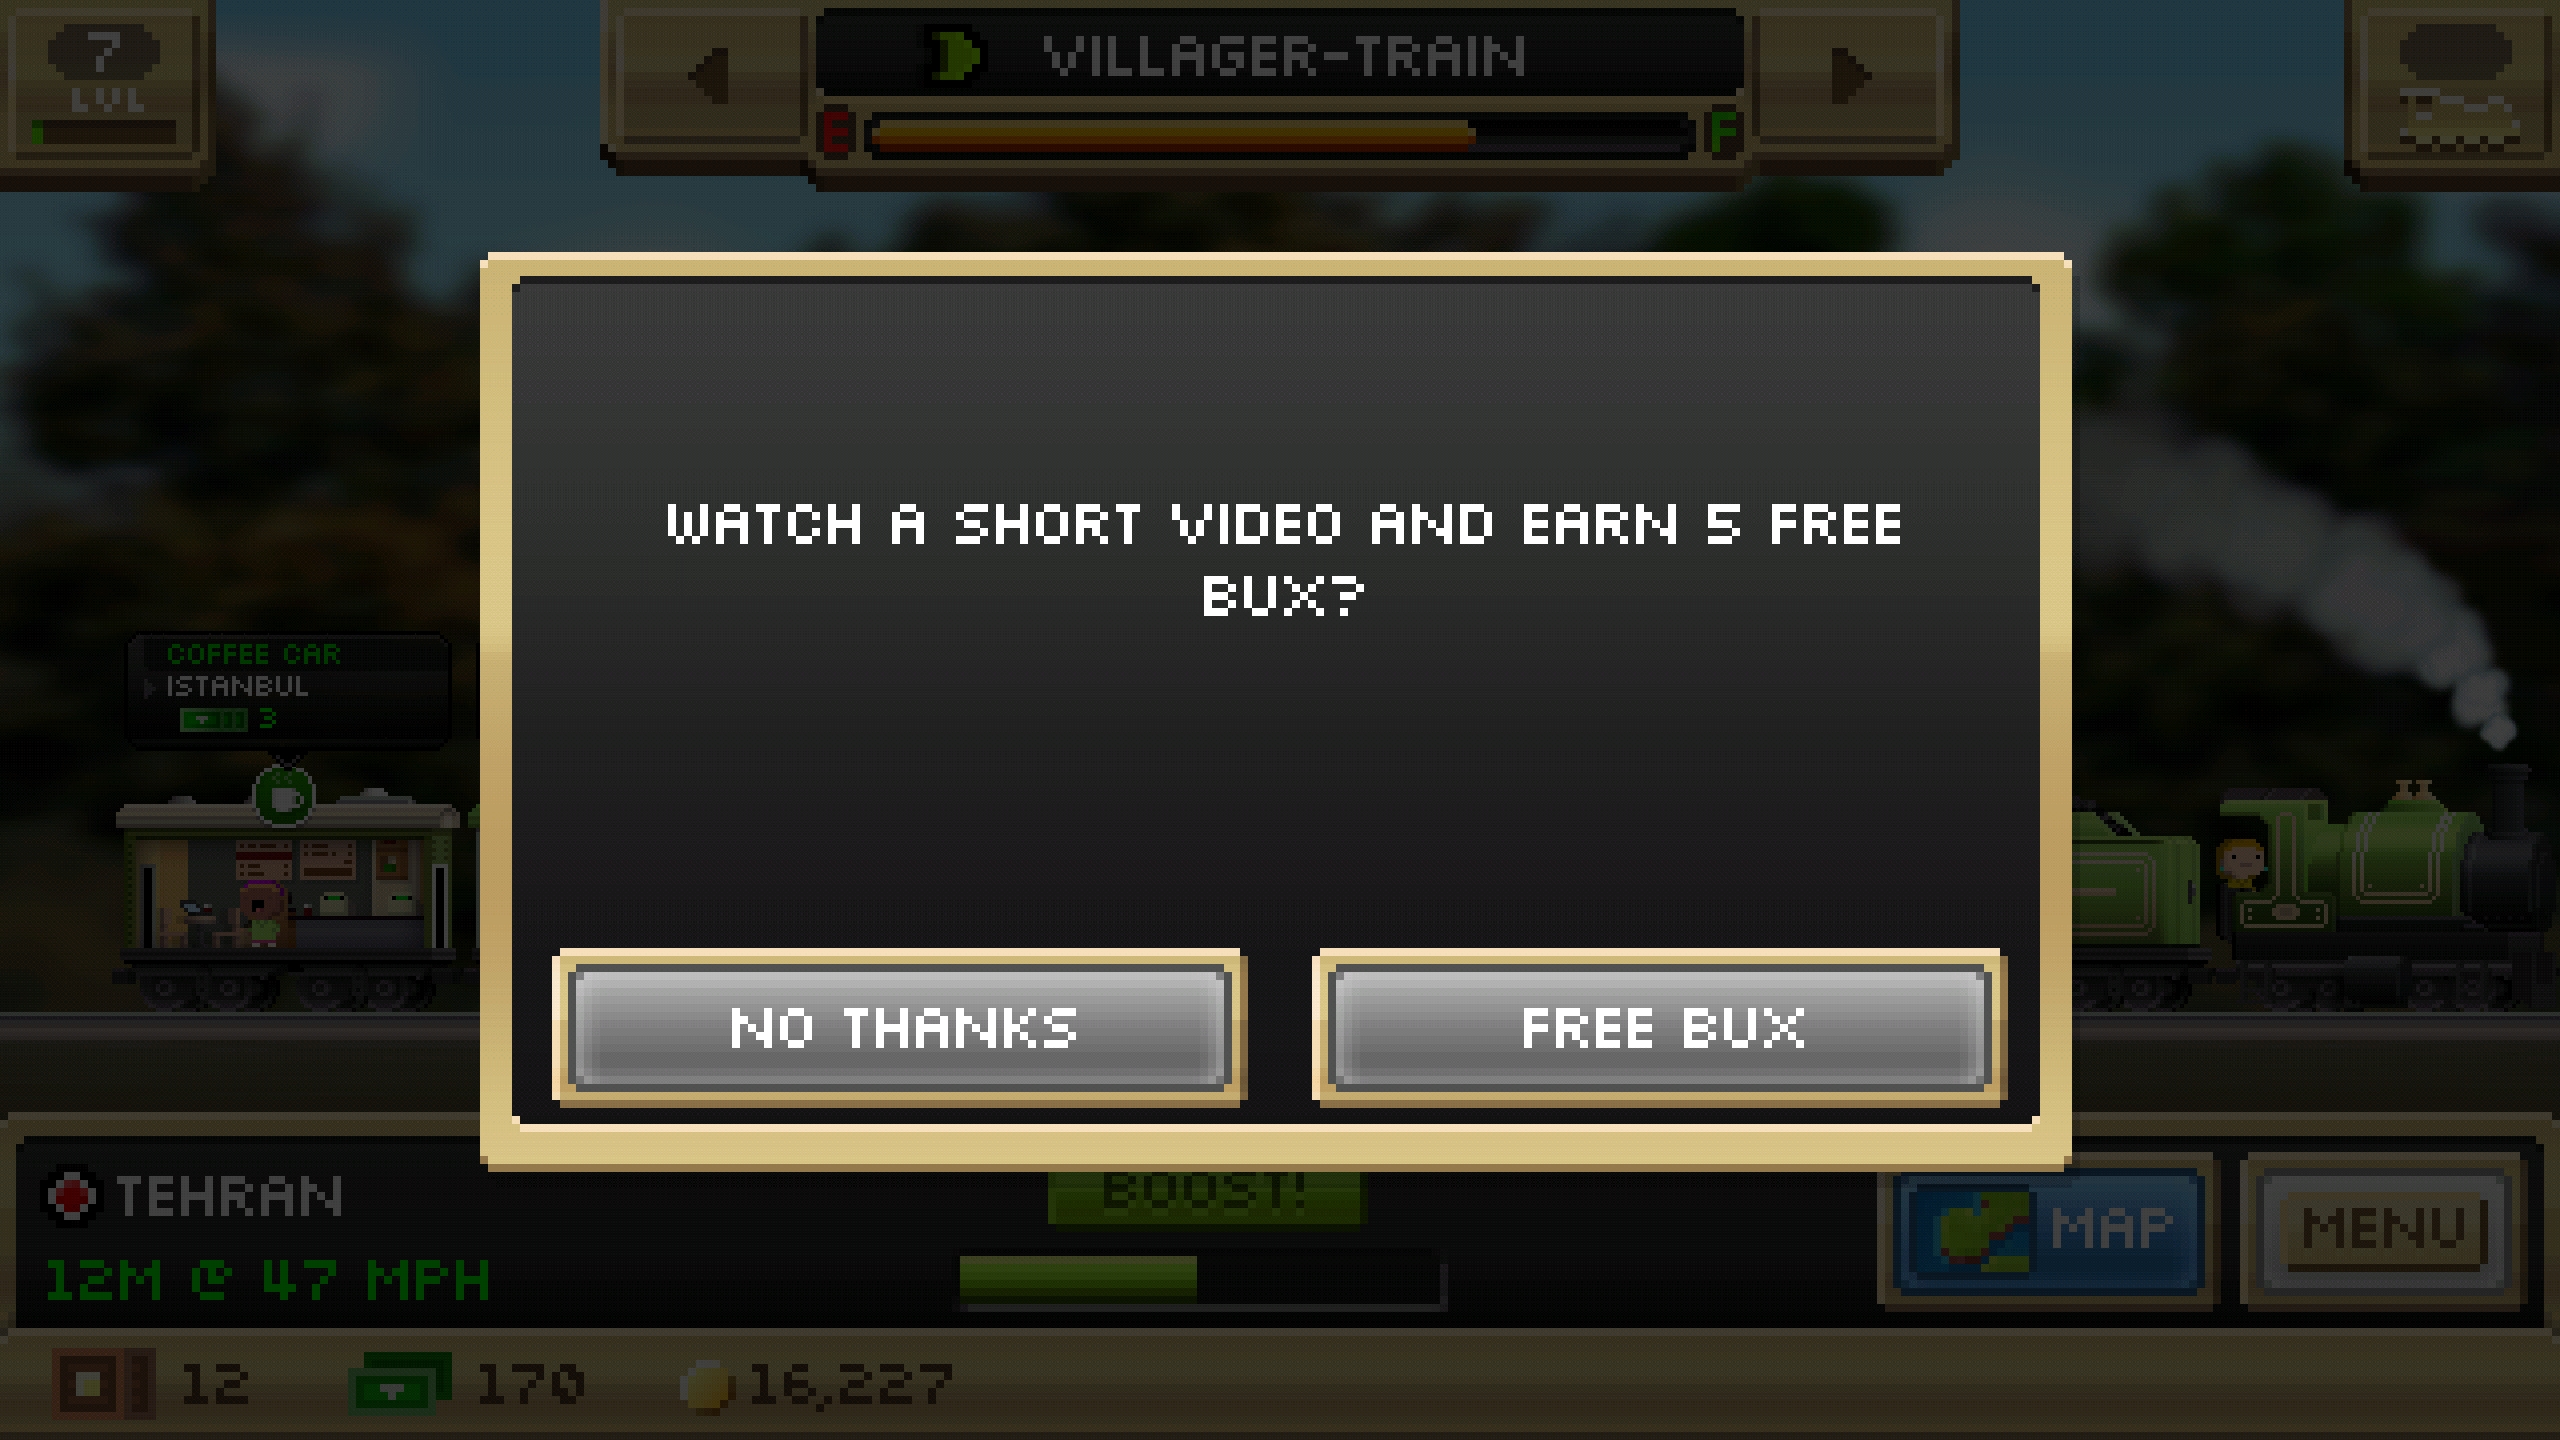 7
LVL
VILLAGER-TRAIN
E F
WATCH A SHORT VIDEO AND EARN 5 FREE
BUX?
COFFEE CAR
ISTANBUL
3
NO THANKS
FREE BUX
BOOST!
TEHRAN
12M @ 47 MPH
MAP
MENU
12
170
16,227